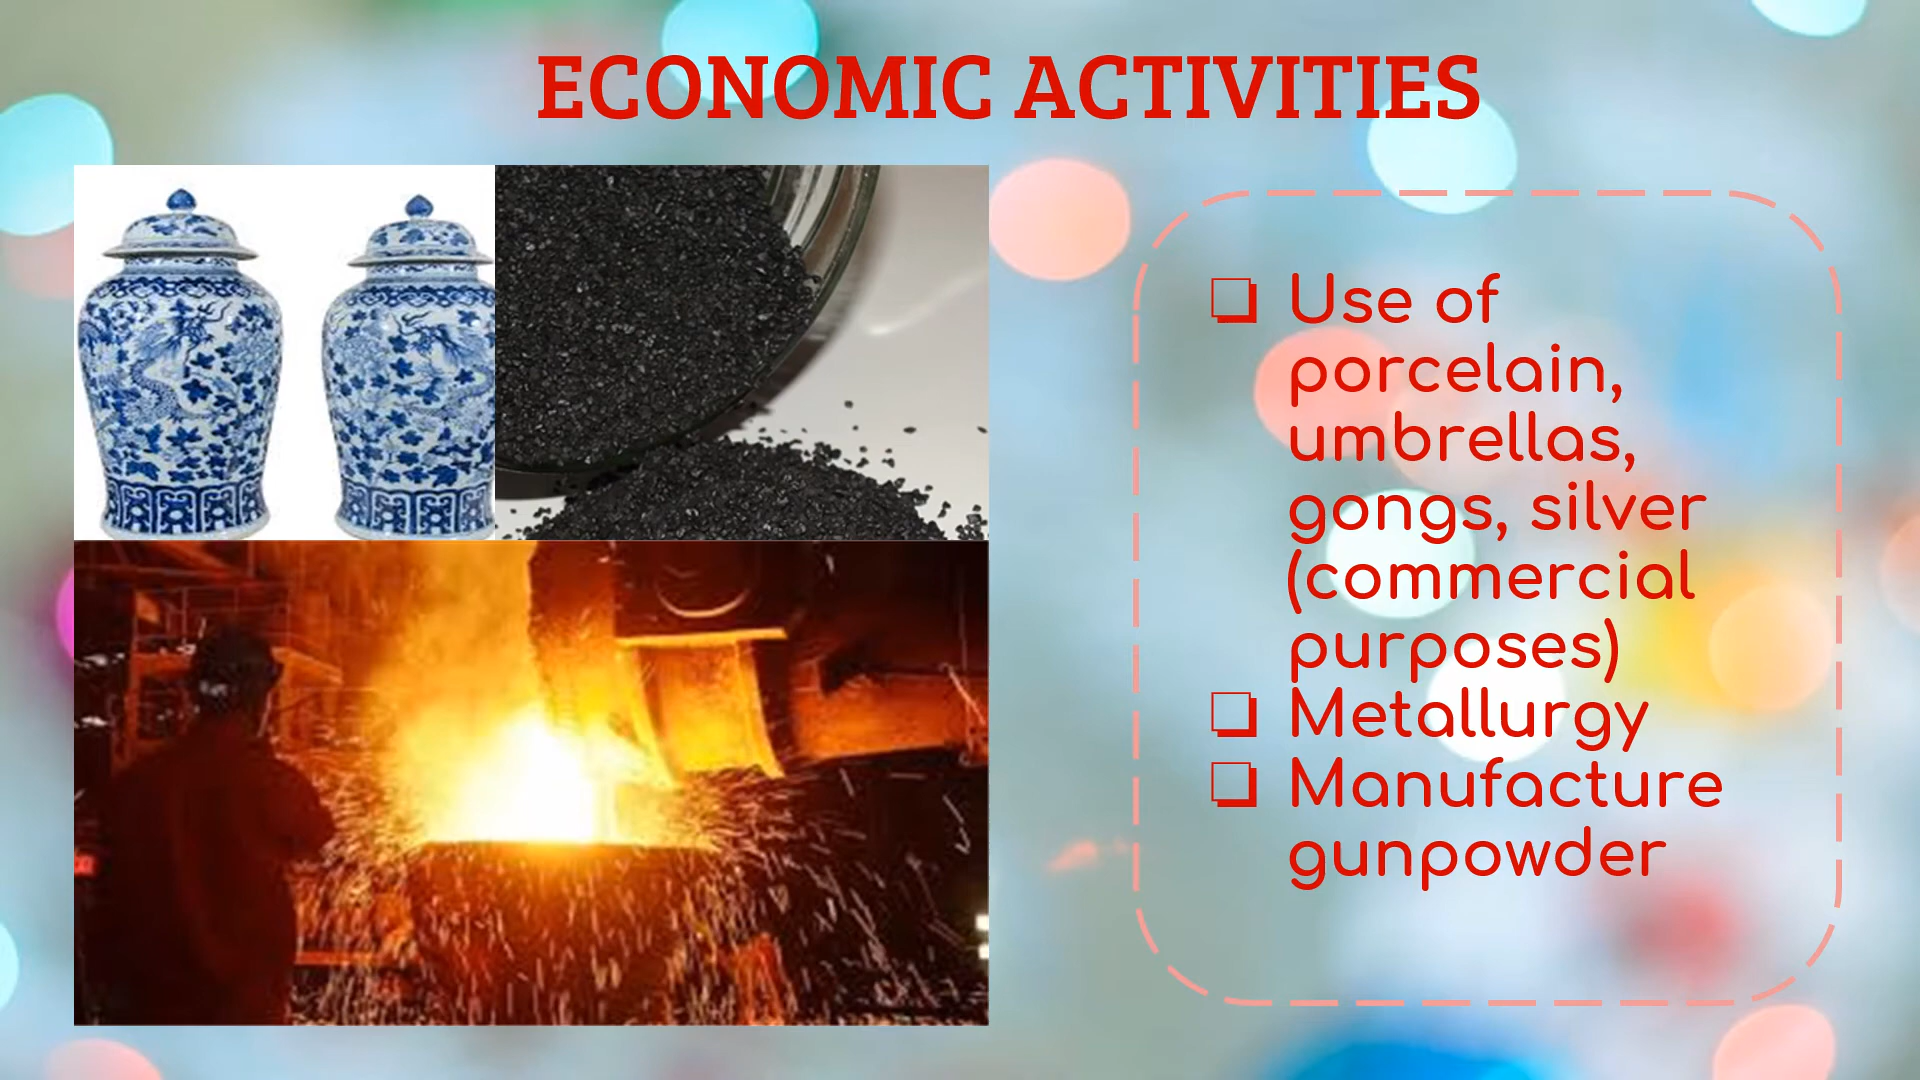 ECONOMIC ACTIVITIES
❏ Use of
porcelain,
umbrellas,
gongs, silver
(commercial
purposes)
❏ Metallurgy
❏ Manufacture
gunpowder